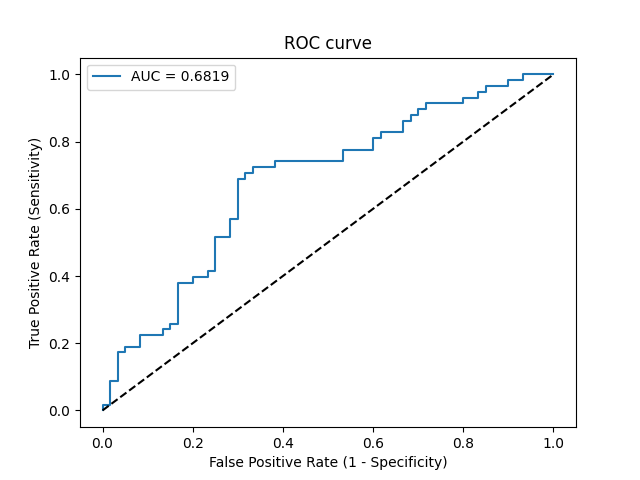 ROC curve
AUC = 0.6819
1.0
0.8
0.6
0.4
0.2
0.0
True Positive Rate (Sensitivity)
0.0 0.2 0.4 0.6 0.8 1.0
False Positive Rate (1 - Specificity)